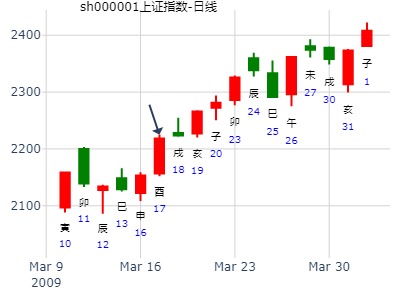 sh000001上证指数-日线
2400
2300
2200
2100
寅
10
卯
11
辰
12
巳
13
申
16
酉
17
戌
18
亥
19
子
20
卯
23
辰
24
巳
25
午
26
未
27
戌
30
亥
31
子
1
Mar 9
2009
Mar 16
Mar 23
Mar 30